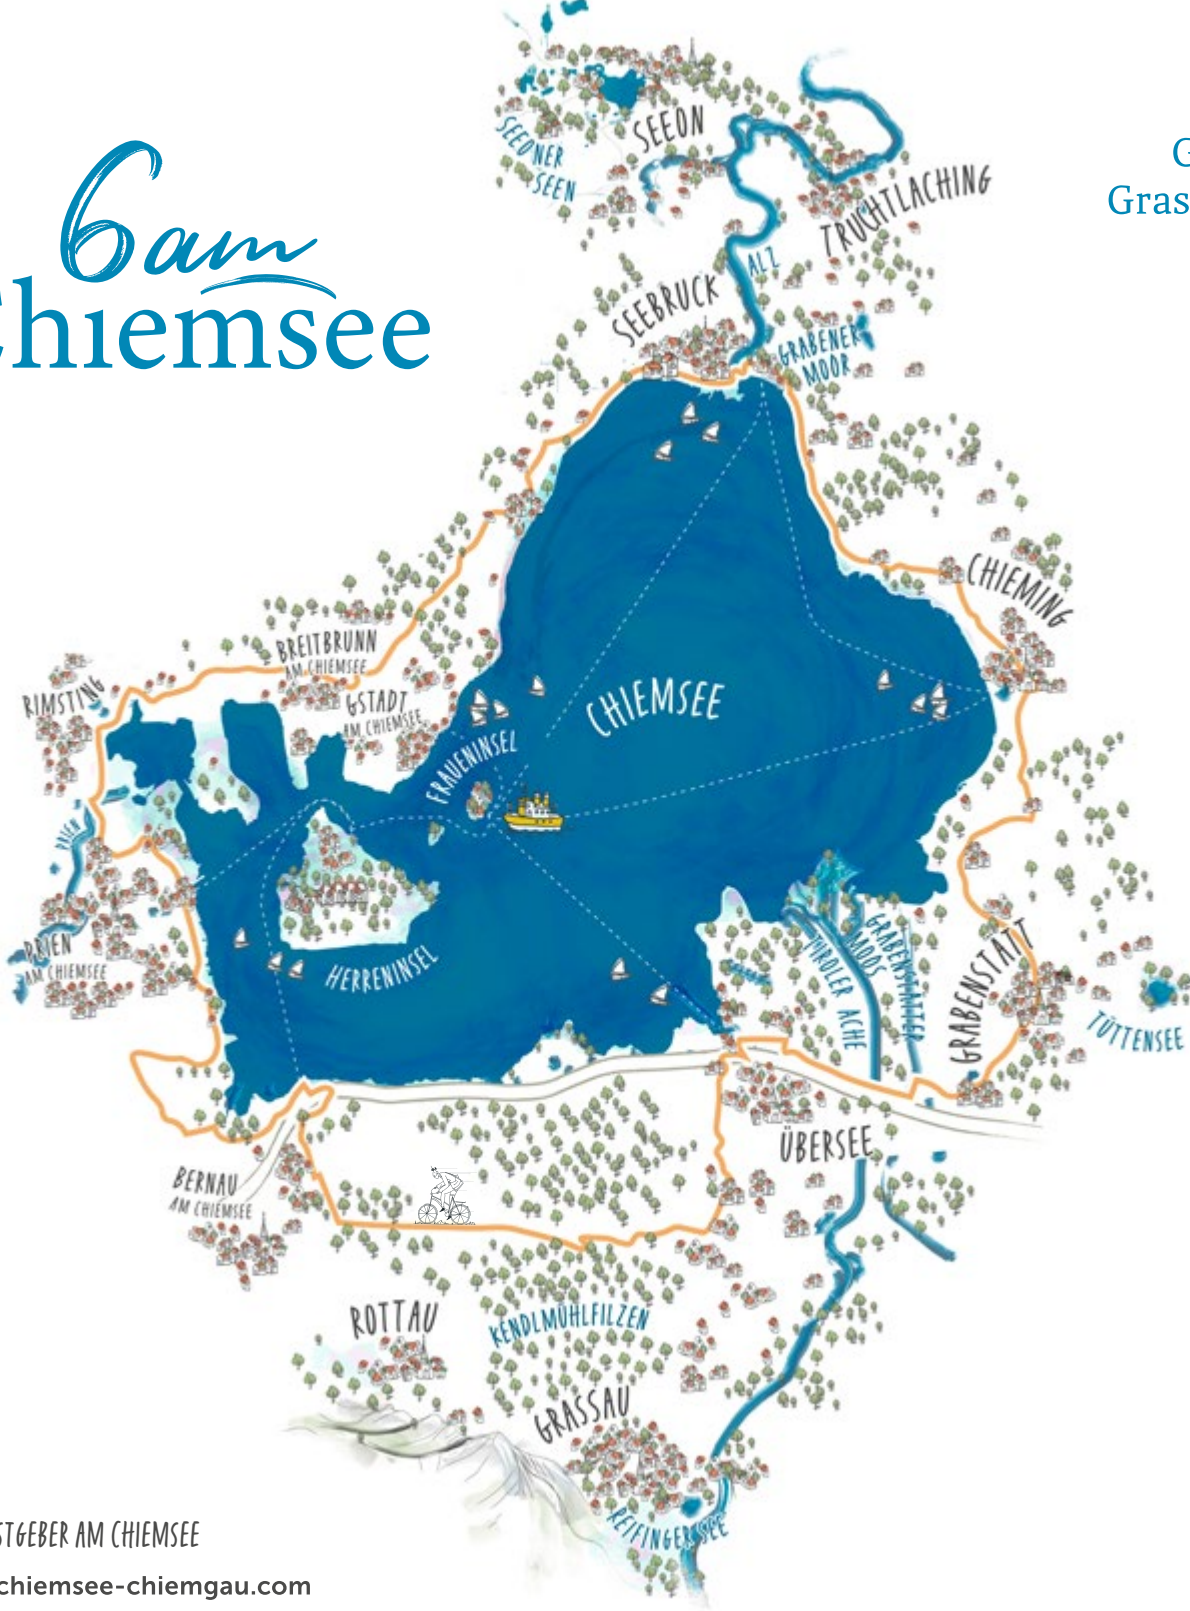 6am
Chiemsee
Gras
SEEON
SEEONER
SEEN
TRUCHTLACHING
ALZ
SEEBRUCK
GRABENER
MOOR
CHIEMING
BREITBRUNN
AM CHIEMSEE
RIMSTING
GSTADT
AM CHIEMSEE
CHIEMSEE
FRAUENINSEL
PRIEN
PRIEN
AM CHIEMSEE
HERRENINSEL
TIROLER ACHE
GRABENSTÄTTER
MOOS
GRABENSTÄTT
TÜTTENSEE
ÜBERSEE
BERNAU
AM CHIEMSEE
ROTTAU
KENDLMÜHLFILZEN
GRASSAU
REIFINGER SEE
STGEBER AM CHIEMSEE
chiemsee-chiemgau.com